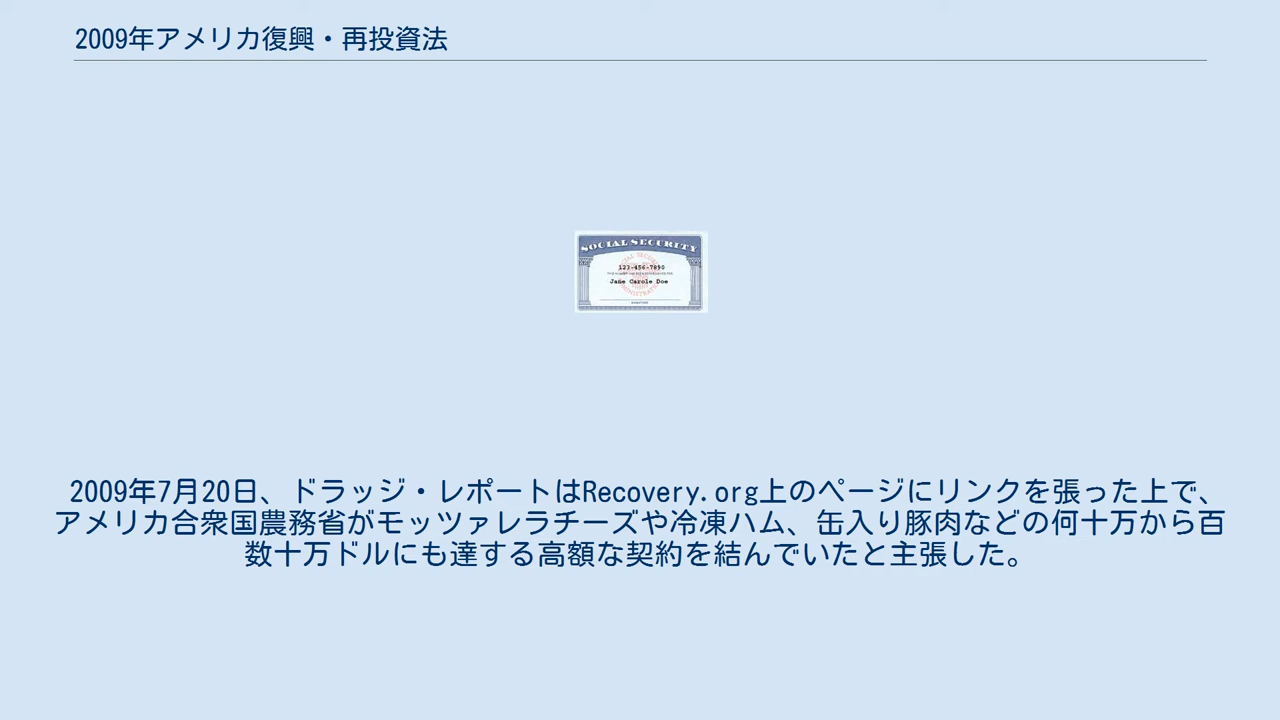 2009年アメリカ復興・再投資法
SOCIAL SECURITY
123-456-7890
Jane Carole Doe
2009年7月20日、ドラッジ・レポートはRecovery.org上のページにリンクを張った上で、
アメリカ合衆国農務省がモッツァレラチーズや冷凍ハム、缶入り豚肉などの何十万から百
数十万ドルにも達する高額な契約を結んでいたと主張した。